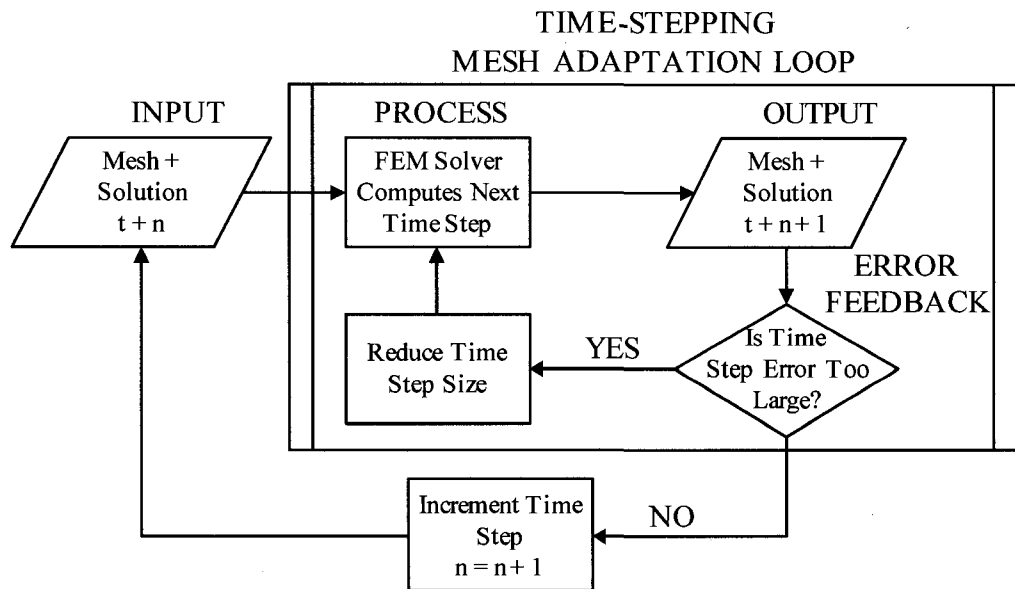 TIME-STEPPING
MESH ADAPTATION LOOP
INPUT
PROCESS
OUTPUT
Mesh +
Solution
t + n
FEM Solver
Computes Next
Time Step
Mesh +
Solution
t + n + 1
ERROR
FEEDBACK
Reduce Time
Step Size
YES
Is Time
Step Error Too
Large?
Increment Time
Step
n = n + 1
NO